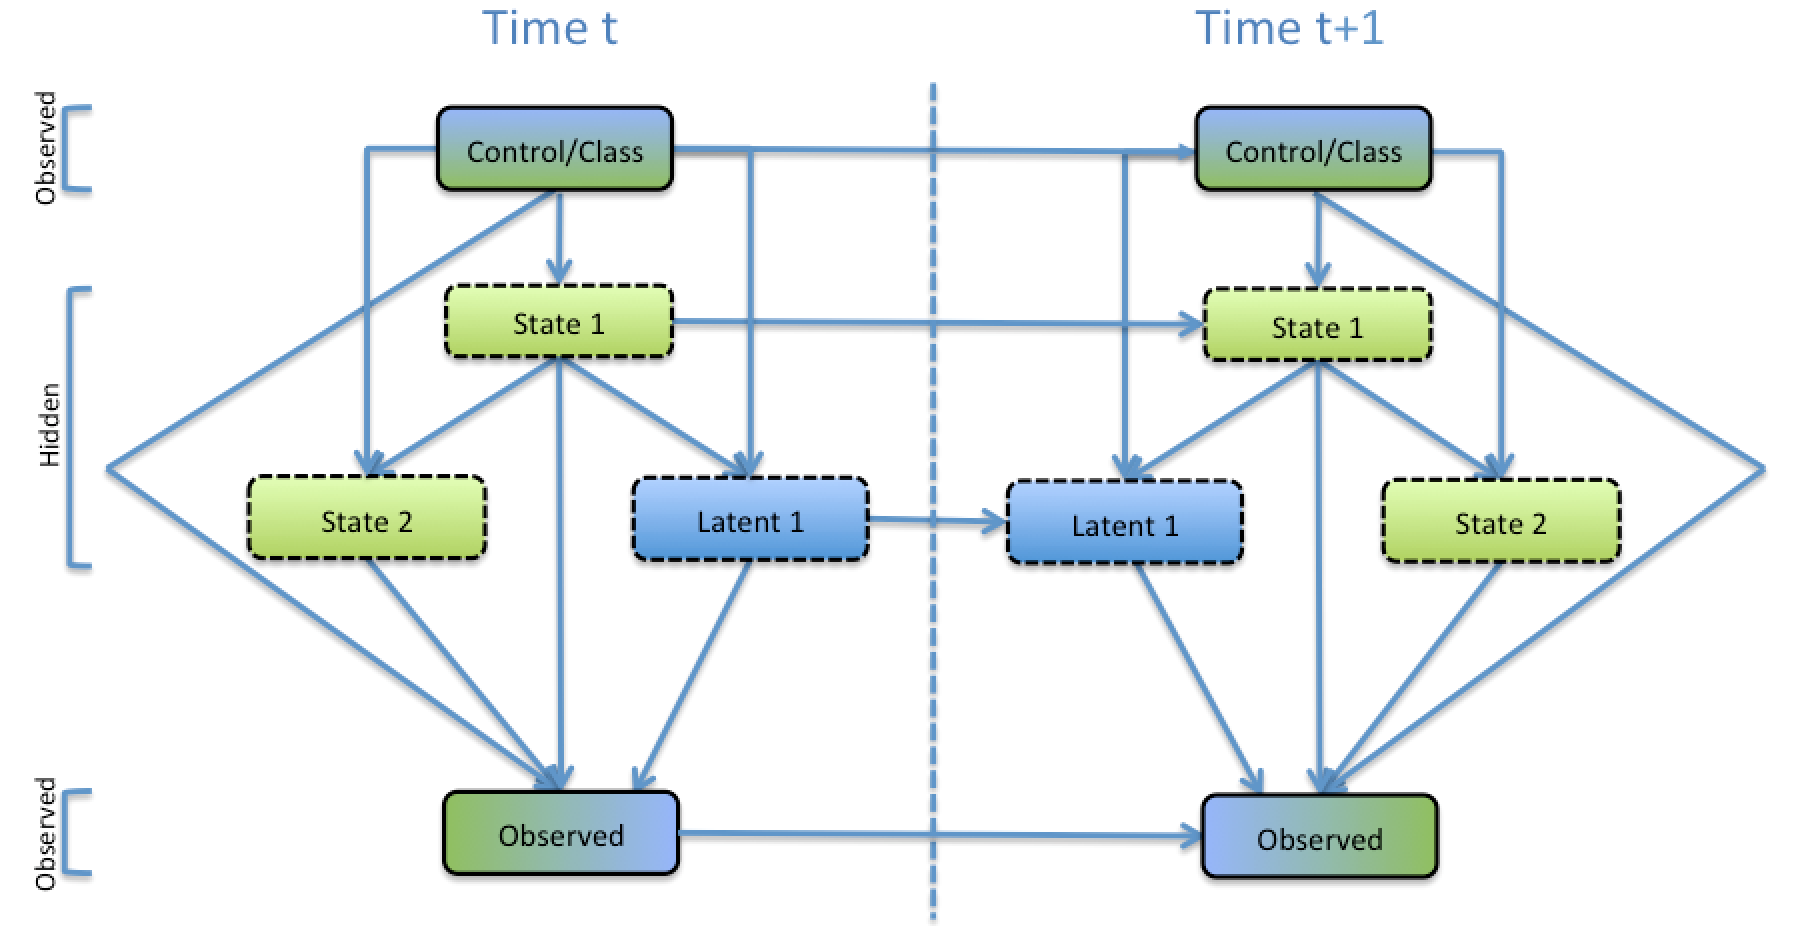 Time t
Time t+1
Observed
Control/Class
Control/Class
Hidden
State 1
State 1
State 2
Latent 1
Latent 1
State 2
Observed
Observed
Observed